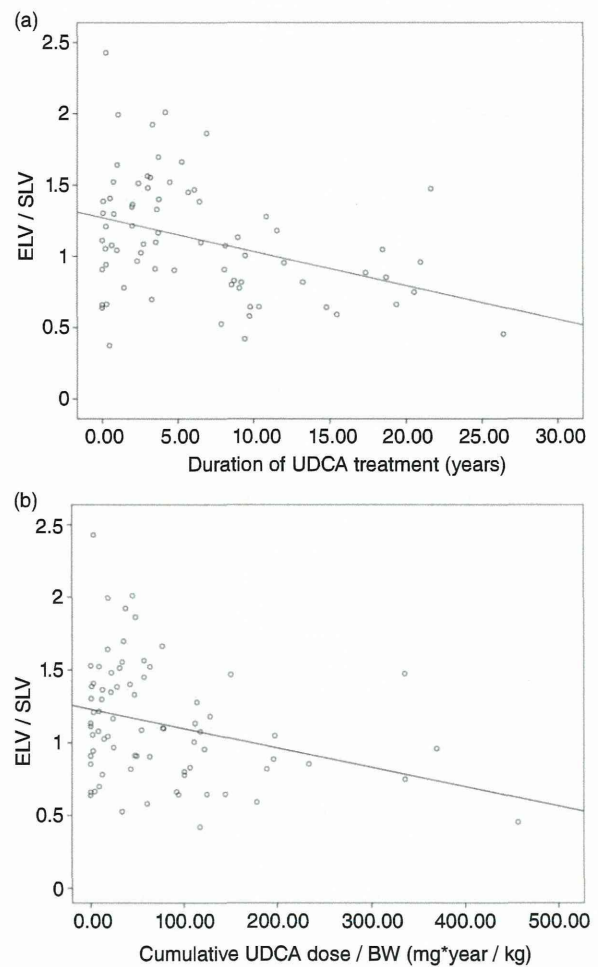 (a)
2.5
2
1.5
1
0.5
0
ELV / SLV
0.00 5.00 10.00 15.00 20.00 25.00 30.00
Duration of UDCA treatment (years)
(b)
2.5
2
1.5
1
0.5
0
ELV / SLV
0.00 100.00 200.00 300.00 400.00 500.00
Cumulative UDCA dose / BW (mg*year / kg)